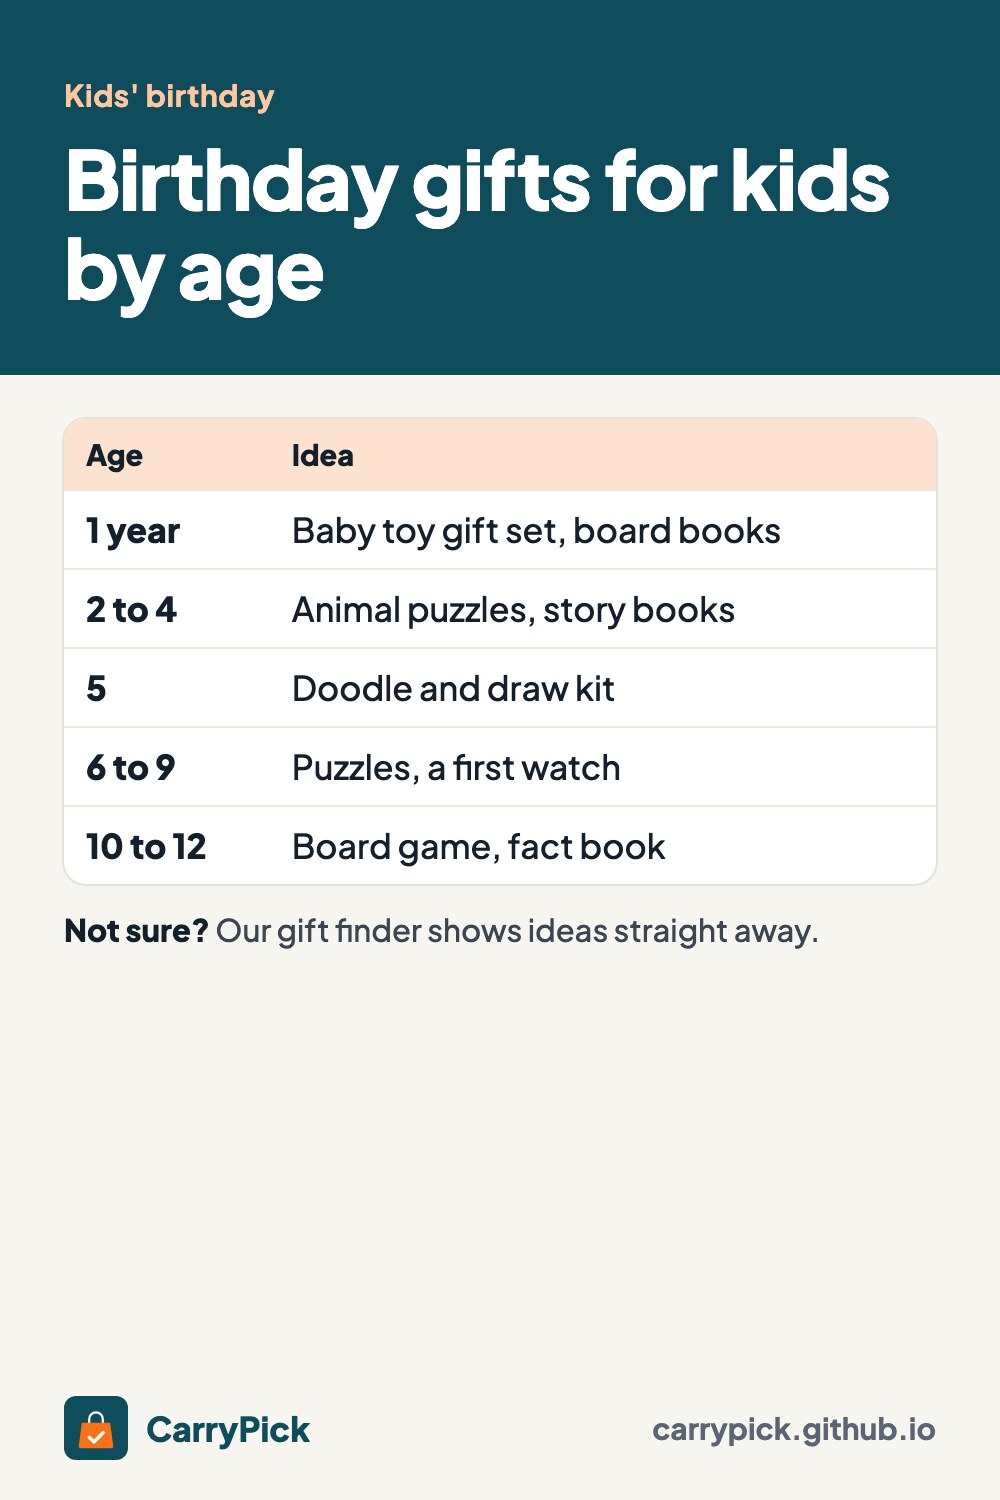 Kids' birthday
Birthday gifts for kids
by age
Age Idea
1 year Baby toy gift set, board books
2 to 4 Animal puzzles, story books
5 Doodle and draw kit
6 to 9 Puzzles, a first watch
10 to 12 Board game, fact book
Not sure? Our gift finder shows ideas straight away.
CarryPick carrypick.github.io